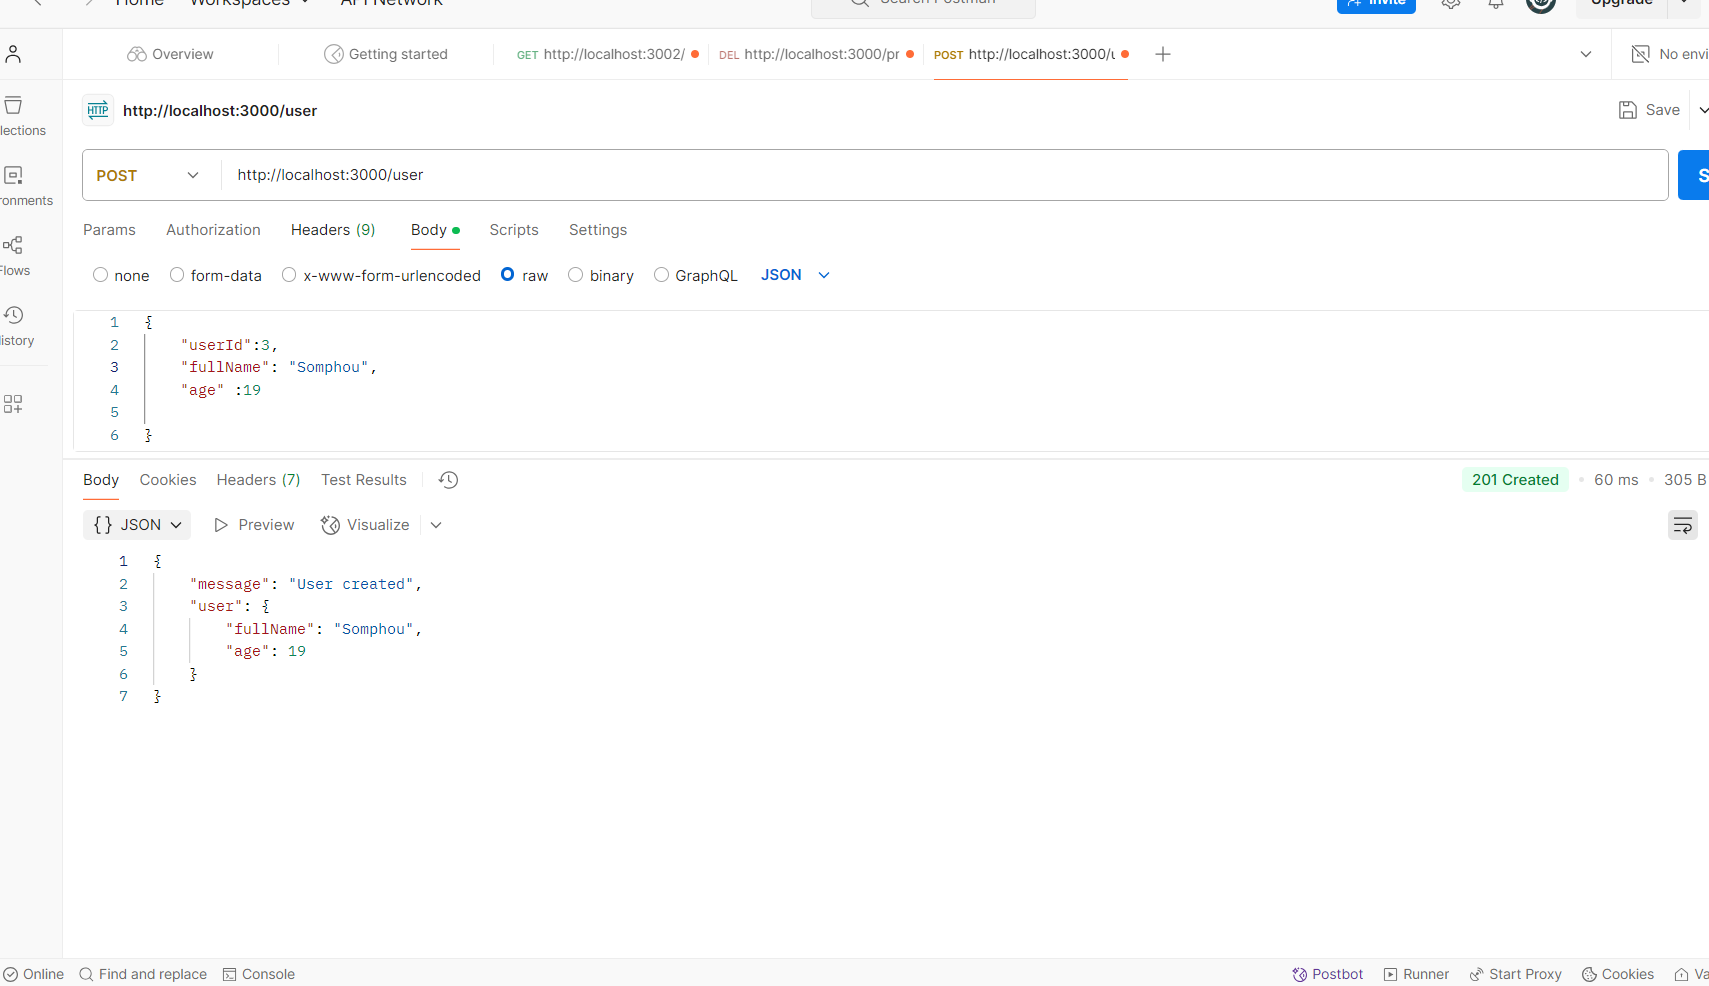 Home Workspaces API Network Search Postman Invite Upgrade
Overview Getting started GET http://localhost:3002/ DEL http://localhost:3000/pr POST http://localhost:3000/u No envi
HTTP http://localhost:3000/user Save
lections
POST http://localhost:3000/user S
ronments
Params Authorization Headers (9) Body Scripts Settings
Flows
none form-data x-www-form-urlencoded raw binary GraphQL JSON
istory
1 {
2 "userId":3,
3 "fullName": "Somphou",
4 "age" :19
5
6 }
Body Cookies Headers (7) Test Results 201 Created 60 ms 305 B
{} JSON Preview Visualize
1 {
2 "message": "User created",
3 "user": {
4 "fullName": "Somphou",
5 "age": 19
6 }
7 }
Online Find and replace Console Postbot Runner Start Proxy Cookies Va